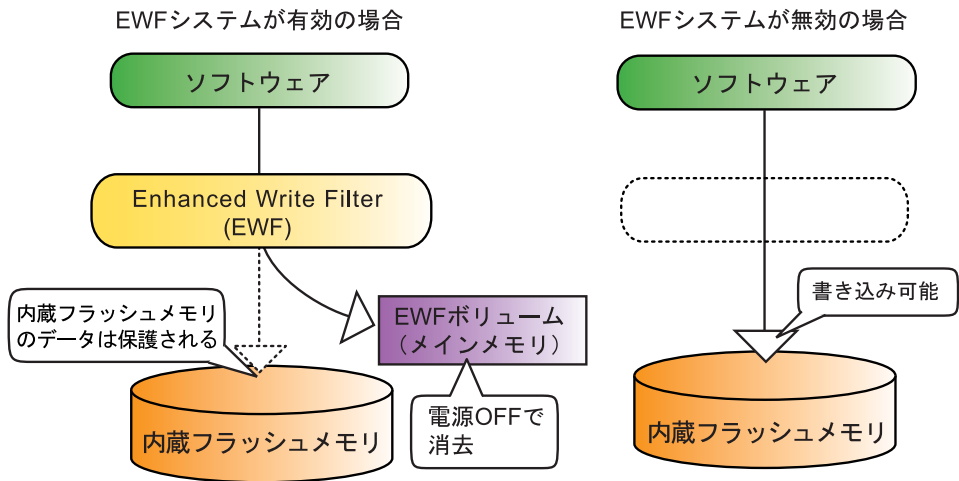 EWFシステムが有効の場合
ソフトウェア
Enhanced Write Filter
(EWF)
内蔵フラッシュメモリ
のデータは保護される
EWFボリューム
(メインメモリ)
電源OFFで
消去
内蔵フラッシュメモリ
EWFシステムが無効の場合
ソフトウェア
書き込み可能
内蔵フラッシュメモリ